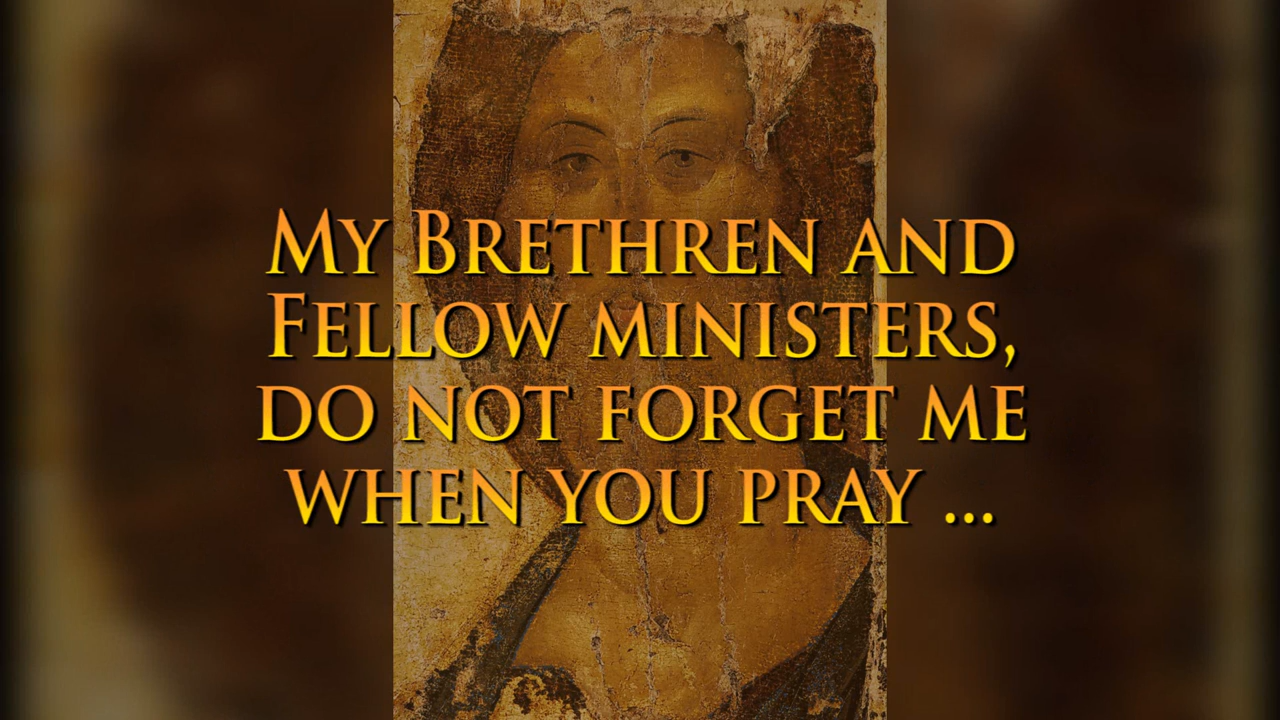 My Brethren and
Fellow ministers,
do not forget me
when you pray ...